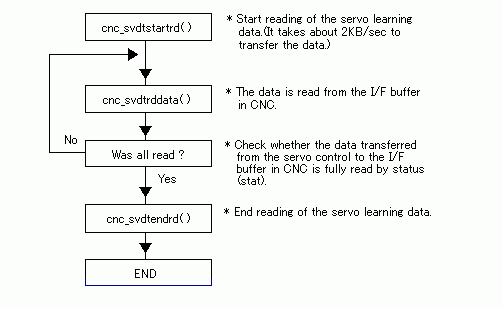 cnc_svdtstartrd( )
* Start reading of the servo learning
data.(It takes about 2KB/sec to
transfer the data.)
cnc_svdtrddata( )
* The data is read from the I/F buffer
in CNC.
No
Was all read ?
* Check whether the data transferred
from the servo control to the I/F
buffer in CNC is fully read by status
(stat).
Yes
cnc_svdtendrd( )
* End reading of the servo learning data.
END